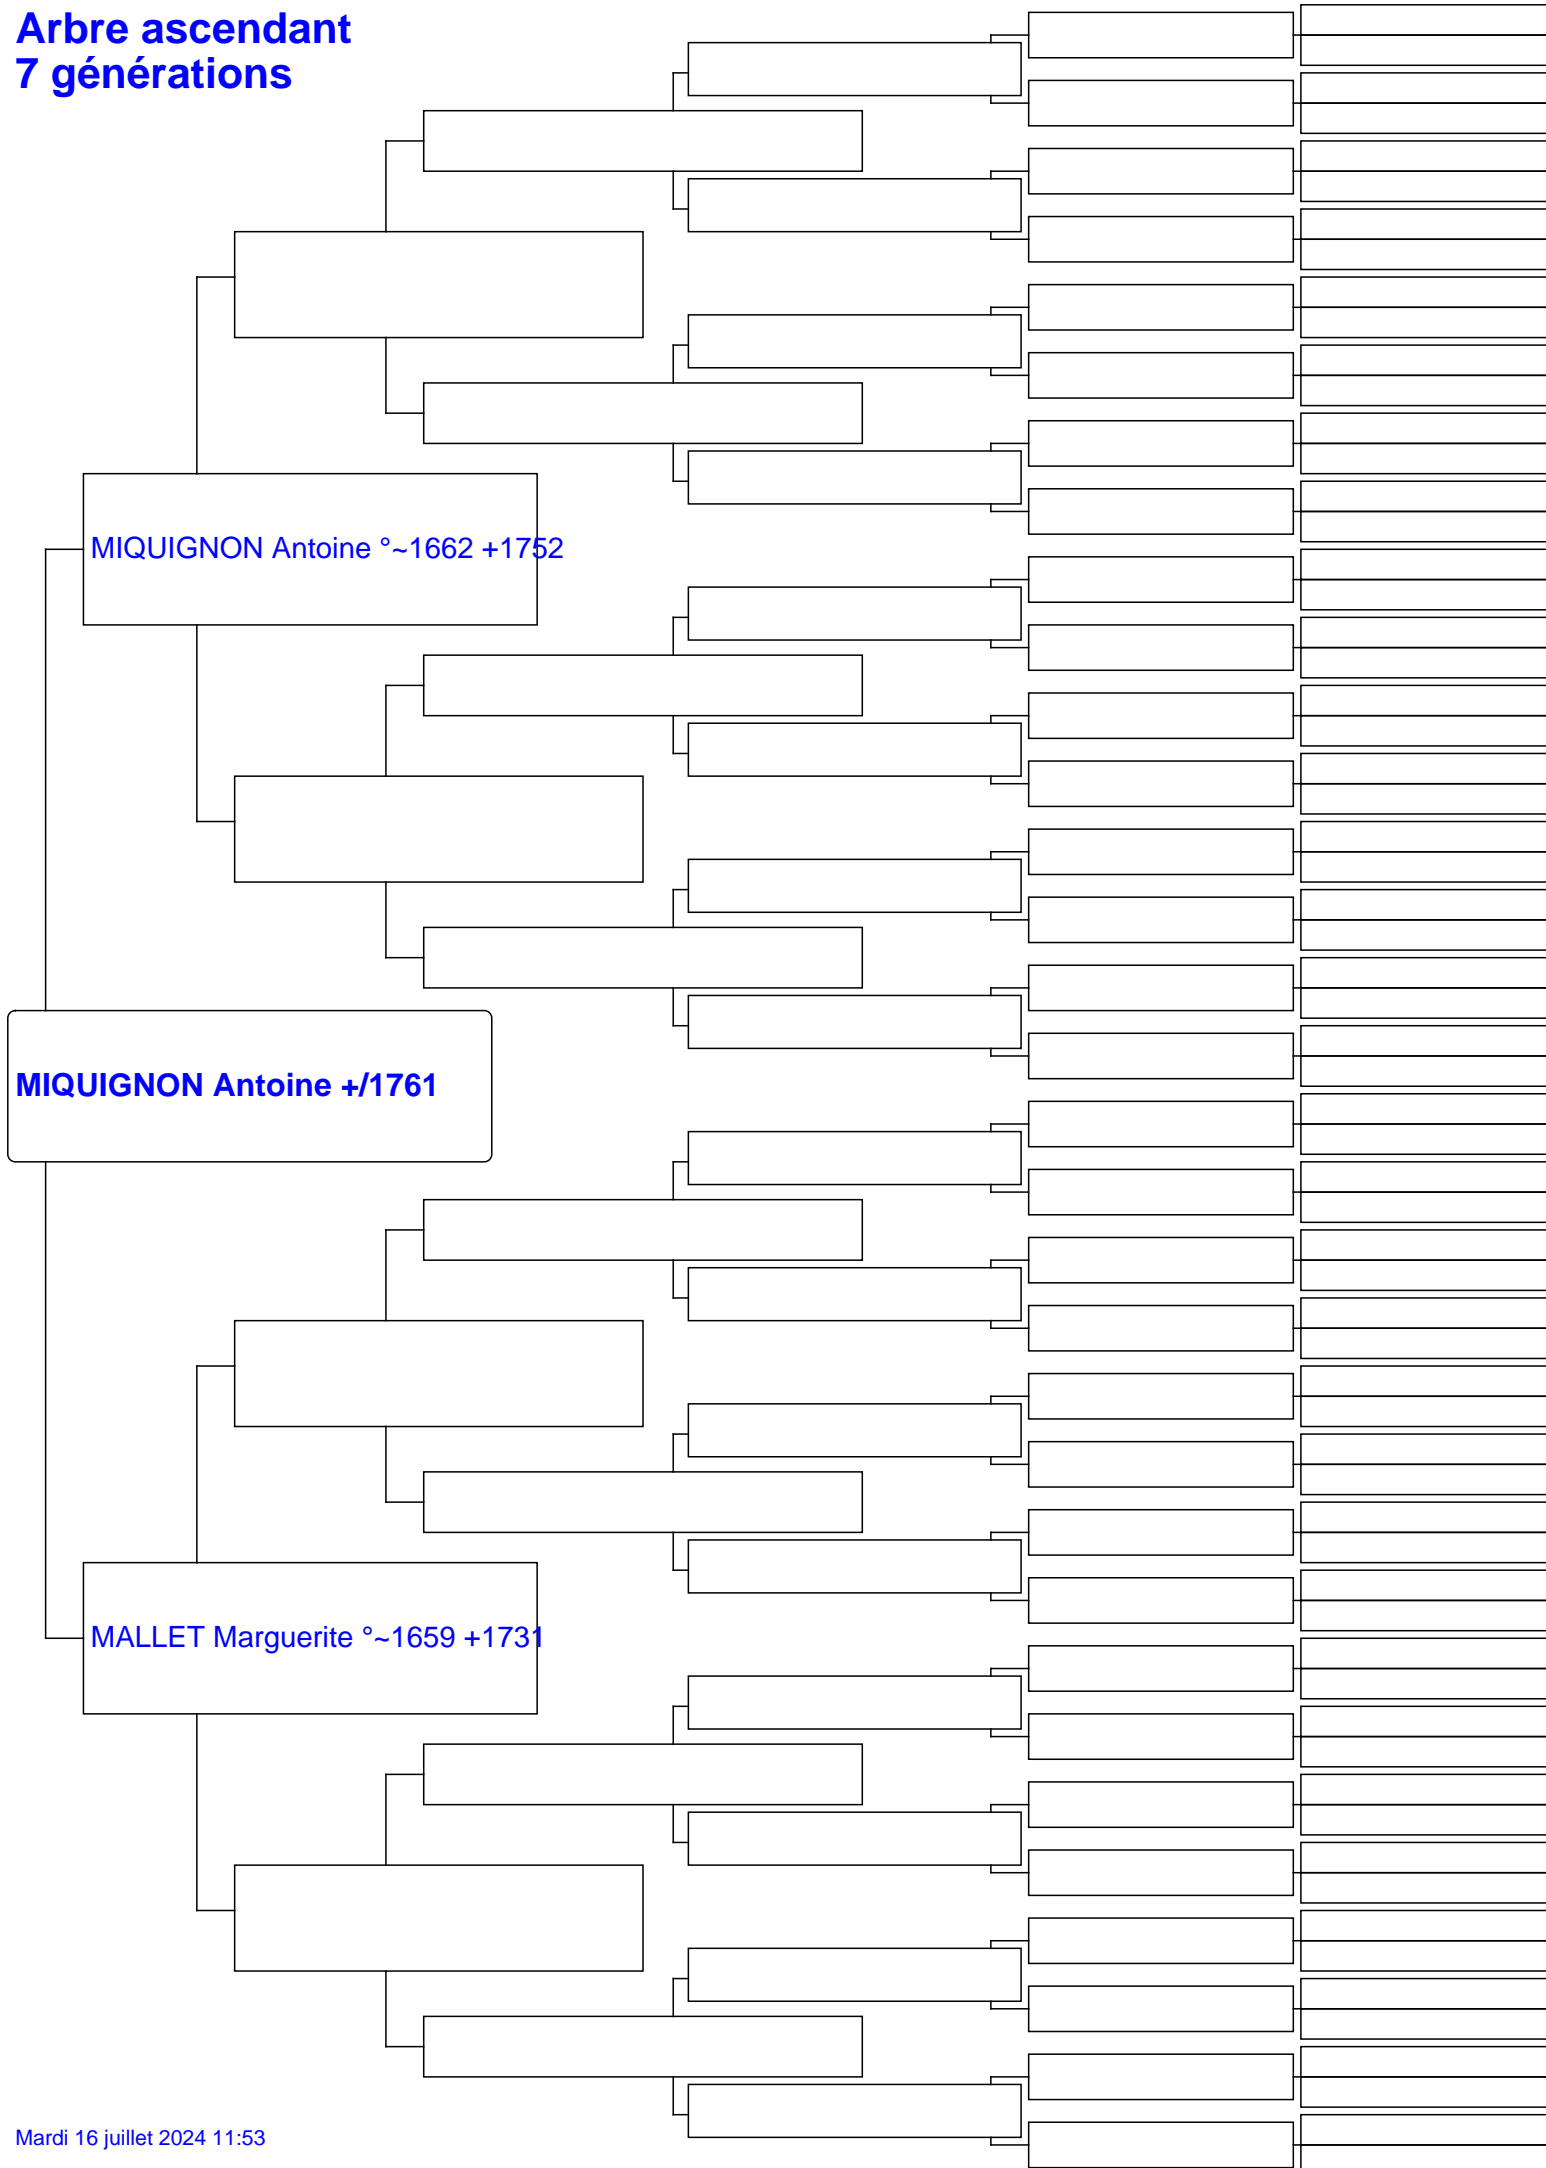 Arbre ascendant
7 générations
MIQUIGNON Antoine °~1662 +1752
MIQUIGNON Antoine +/1761
MALLET Marguerite °~1659 +1731
Mardi 16 juillet 2024 11:53